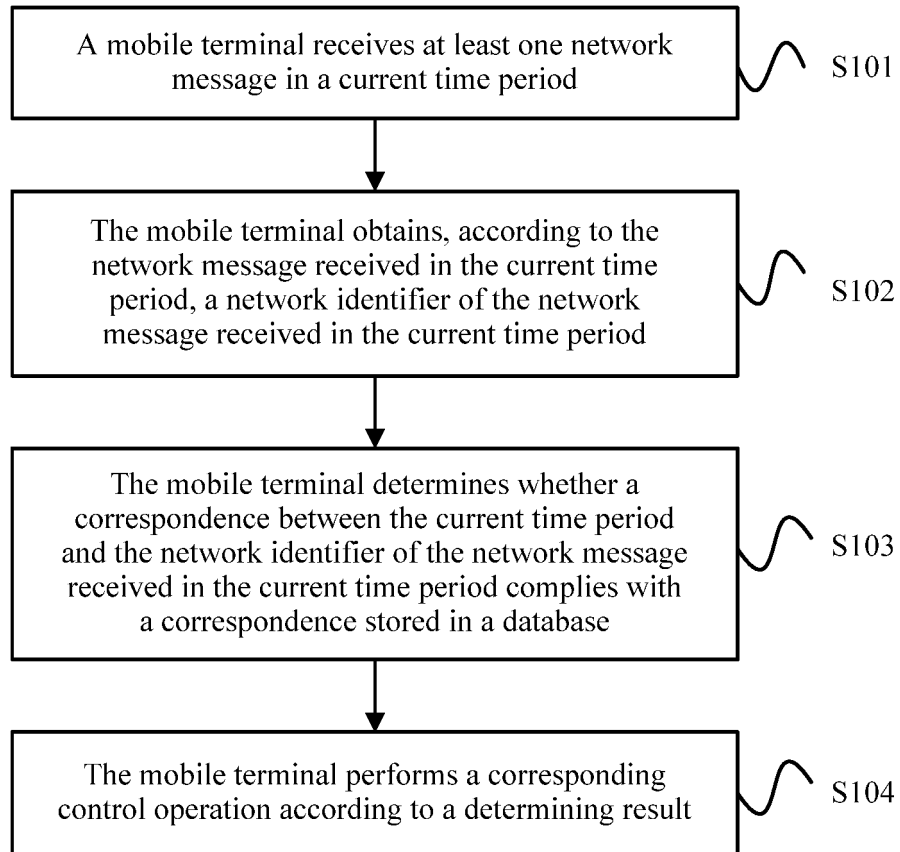 A mobile terminal receives at least one network
message in a current time period
S101
The mobile terminal obtains, according to the
network message received in the current time
period, a network identifier of the network
message received in the current time period
S102
The mobile terminal determines whether a
correspondence between the current time period
and the network identifier of the network message
received in the current time period complies with
a correspondence stored in a database
S103
The mobile terminal performs a corresponding
control operation according to a determining result
S104